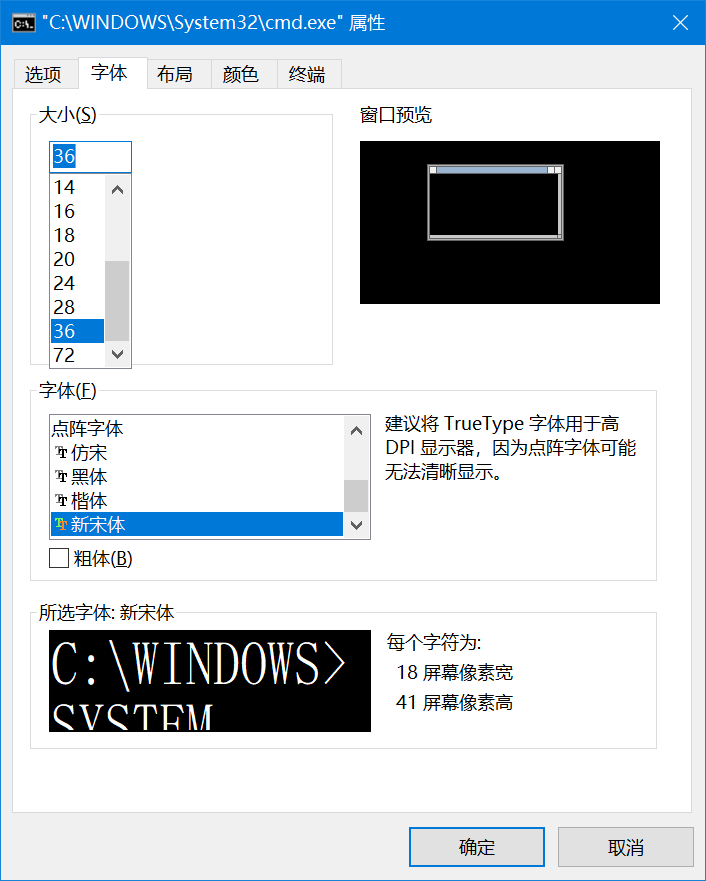 "C:\WINDOWS\System32\cmd.exe" 属性
选项 字体 布局 颜色 终端
大小(S)
36
14
16
18
20
24
28
36
72
窗口预览
字体(F)
点阵字体
仿宋
黑体
楷体
新宋体
粗体(B)
建议将 TrueType 字体用于高
DPI 显示器，因为点阵字体可能
无法清晰显示。
所选字体: 新宋体
C:\WINDOWS>
SYSTEM
每个字符为:
18 屏幕像素宽
41 屏幕像素高
确定 取消